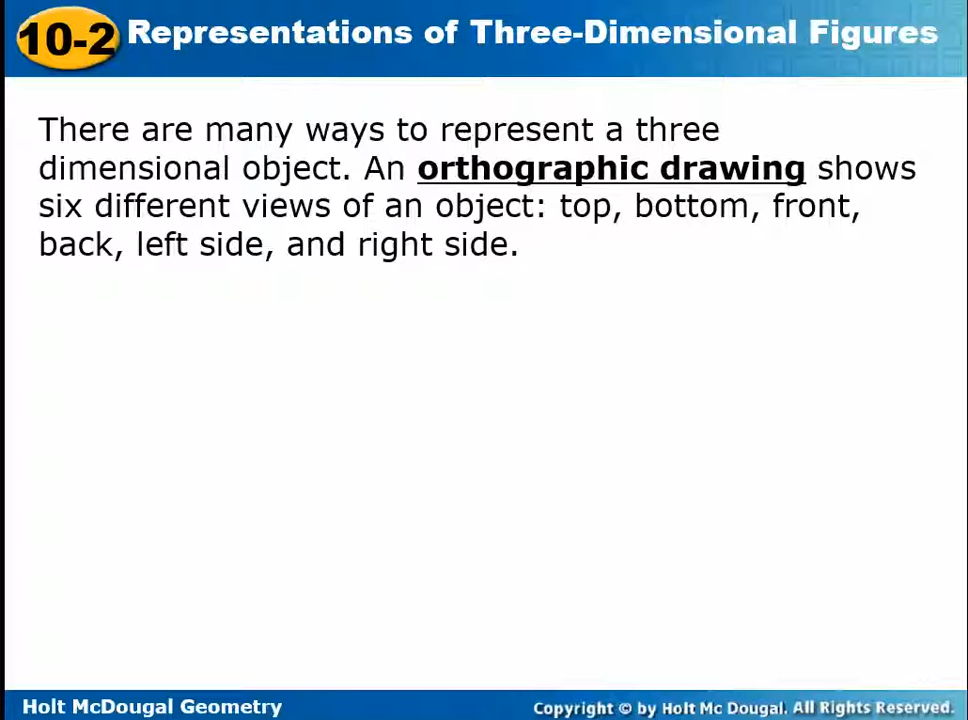 10-2 Representations of Three-Dimensional Figures
There are many ways to represent a three
dimensional object. An orthographic drawing shows
six different views of an object: top, bottom, front,
back, left side, and right side.
Holt McDougal Geometry
Copyright © by Holt Mc Dougal. All Rights Reserved.